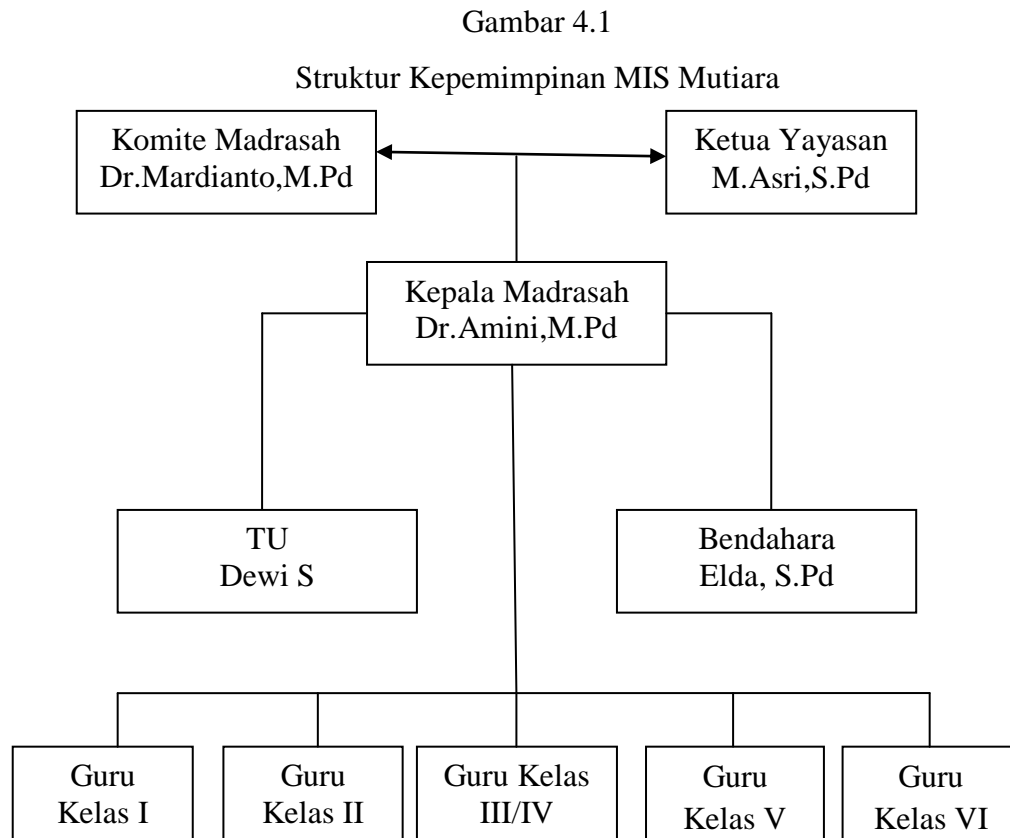 Gambar 4.1
Struktur Kepemimpinan MIS Mutiara
Komite Madrasah
Dr.Mardianto,M.Pd
Ketua Yayasan
M.Asri,S.Pd
Kepala Madrasah
Dr.Amini,M.Pd
TU
Dewi S
Bendahara
Elda, S.Pd
Guru
Kelas I
Guru
Kelas II
Guru Kelas
III/IV
Guru
Kelas V
Guru
Kelas VI